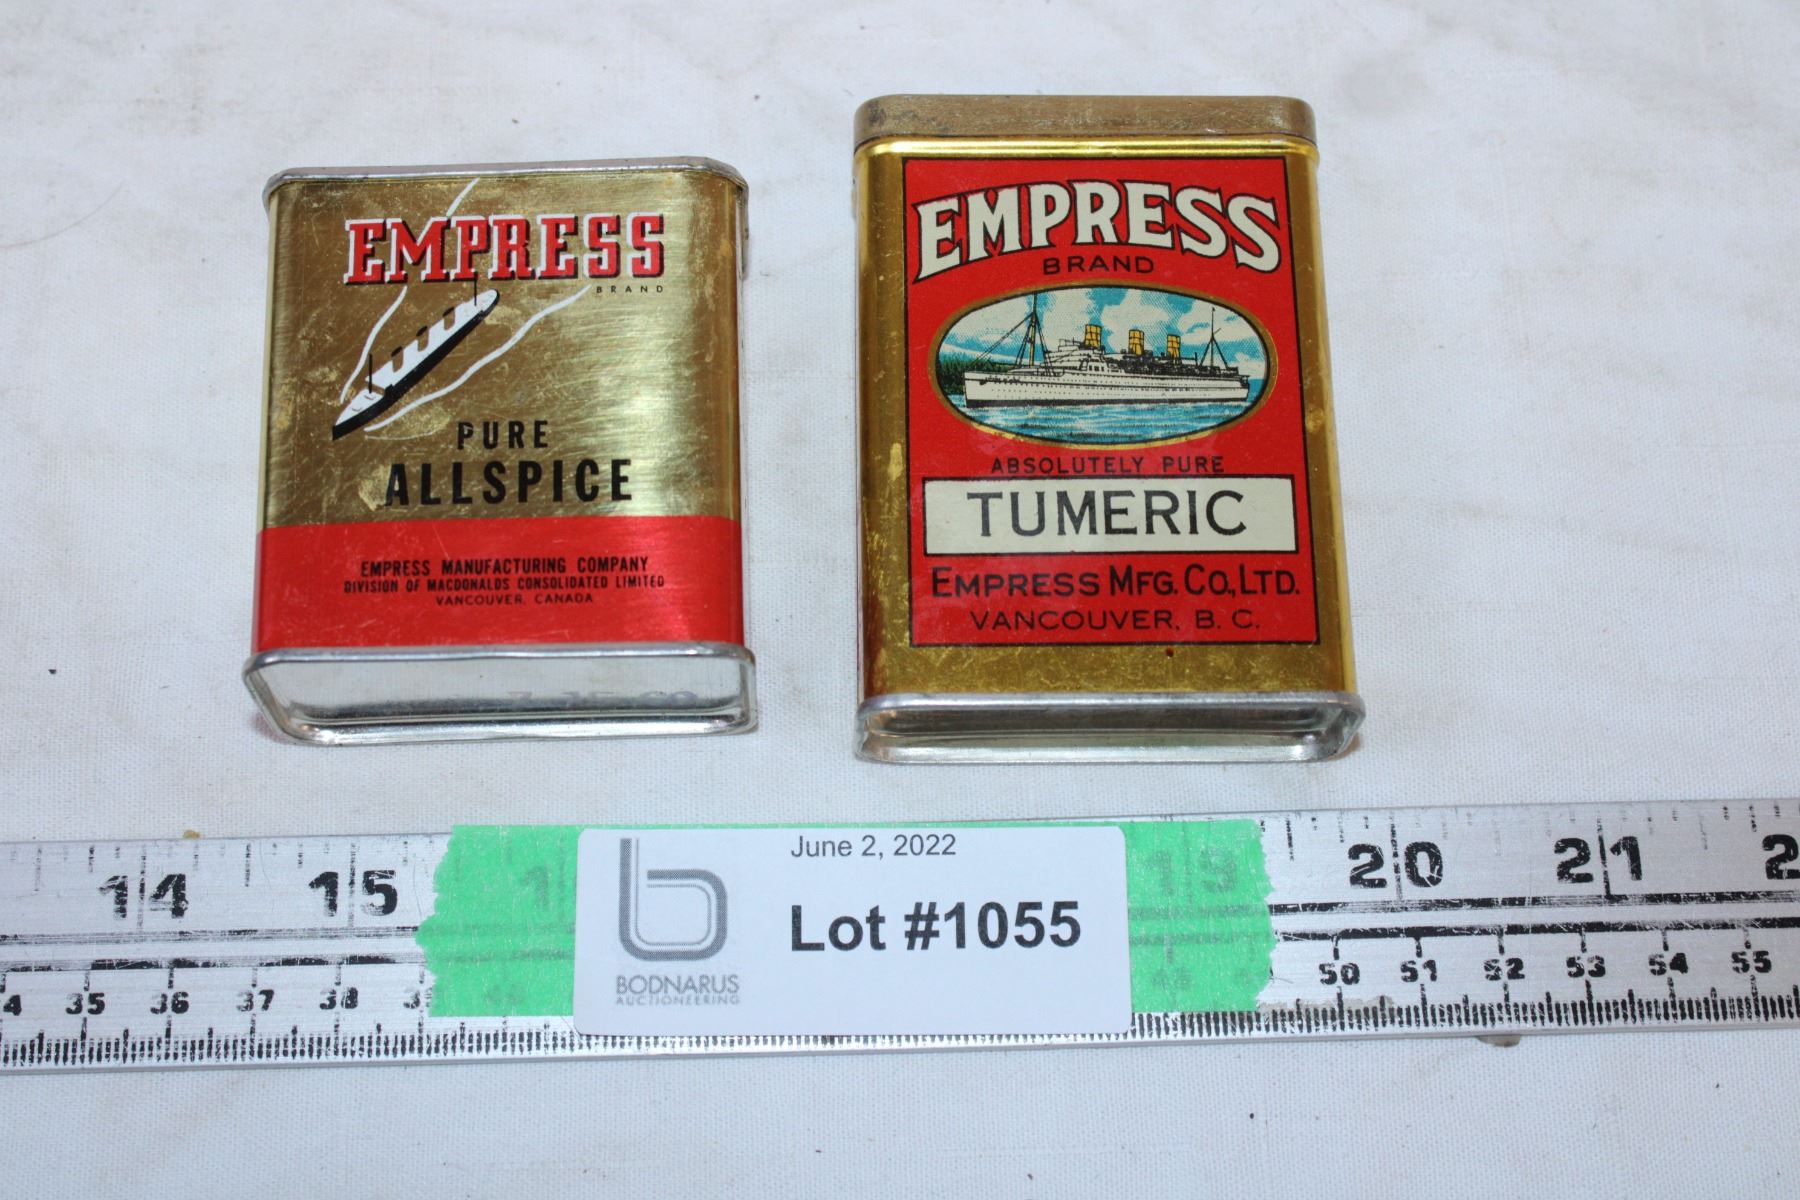 EMPRESS
BRAND
PURE
ALLSPICE
EMPRESS MANUFACTURING COMPANY
DIVISION OF MACDONALDS CONSOLIDATED LIMITED
VANCOUVER, CANADA
EMPRESS
BRAND
ABSOLUTELY PURE
TUMERIC
EMPRESS MFG. CO., LTD.
VANCOUVER, B. C.
June 2, 2022
Lot #1055
BODNARUS
AUCTIONEERING
14 15 19 20 21
35 36 37 38 50 51 52 53 54 55